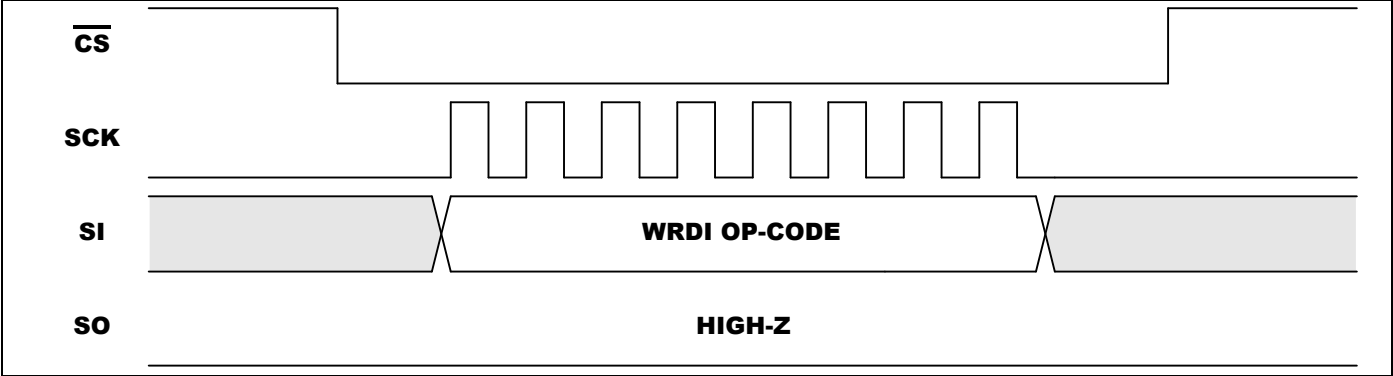 CS
SCK
SI
WRDI OP-CODE
SO
HIGH-Z